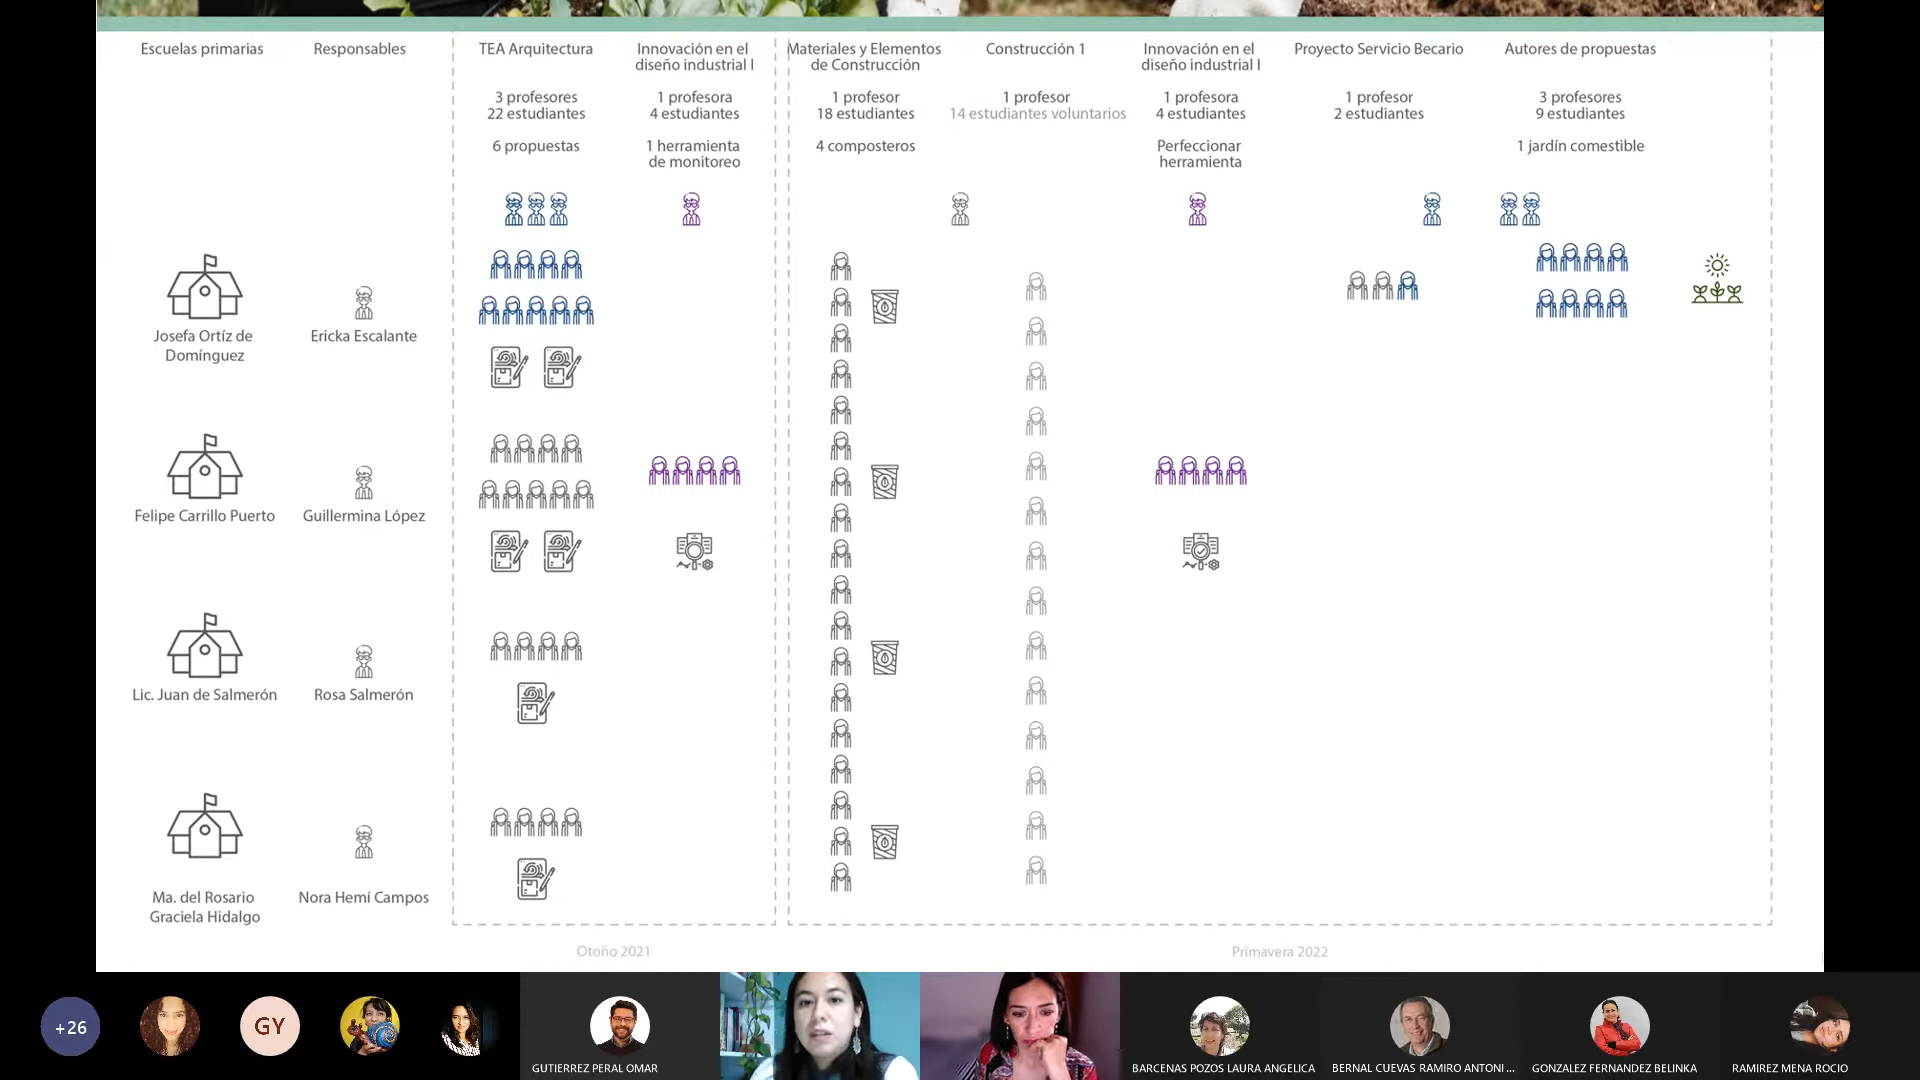 Escuelas primarias
Responsables
TEA Arquitectura
Innovación en el
diseño industrial I
Materiales y Elementos
de Construcción
Construcción 1
Innovación en el
diseño industrial I
Proyecto Servicio Becario
Autores de propuestas
3 profesores
22 estudiantes
1 profesora
4 estudiantes
1 profesor
18 estudiantes
1 profesor
14 estudiantes voluntarios
1 profesora
4 estudiantes
1 profesor
2 estudiantes
3 profesores
9 estudiantes
6 propuestas
1 herramienta
de monitoreo
4 composteros
Perfeccionar
herramienta
1 jardín comestible
Josefa Ortíz de
Domínguez
Ericka Escalante
Felipe Carrillo Puerto
Guillermina López
Lic. Juan de Salmerón
Rosa Salmerón
Ma. del Rosario
Graciela Hidalgo
Nora Hemí Campos
Otoño 2021
Primavera 2022
+26
GY
GUTIERREZ PERAL OMAR
BARCENAS POZOS LAURA ANGELICA
BERNAL CUEVAS RAMIRO ANTONI ...
GONZALEZ FERNANDEZ BELINKA
RAMIREZ MENA ROCIO